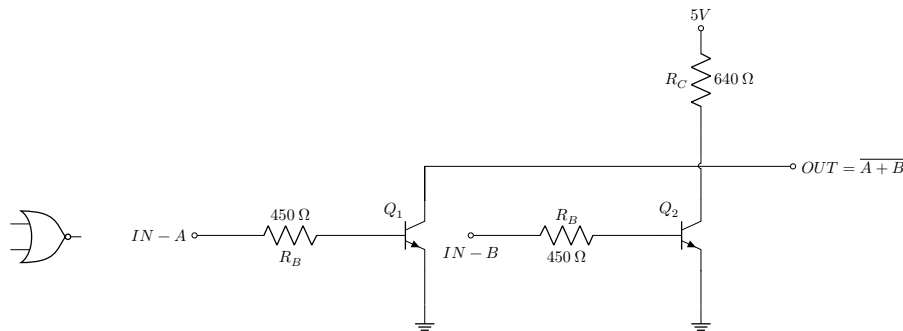 5V
R_C 640 Ω
OUT = \overline{A + B}
450 Ω
Q_1
R_B
Q_2
IN − A
R_B
IN − B
450 Ω